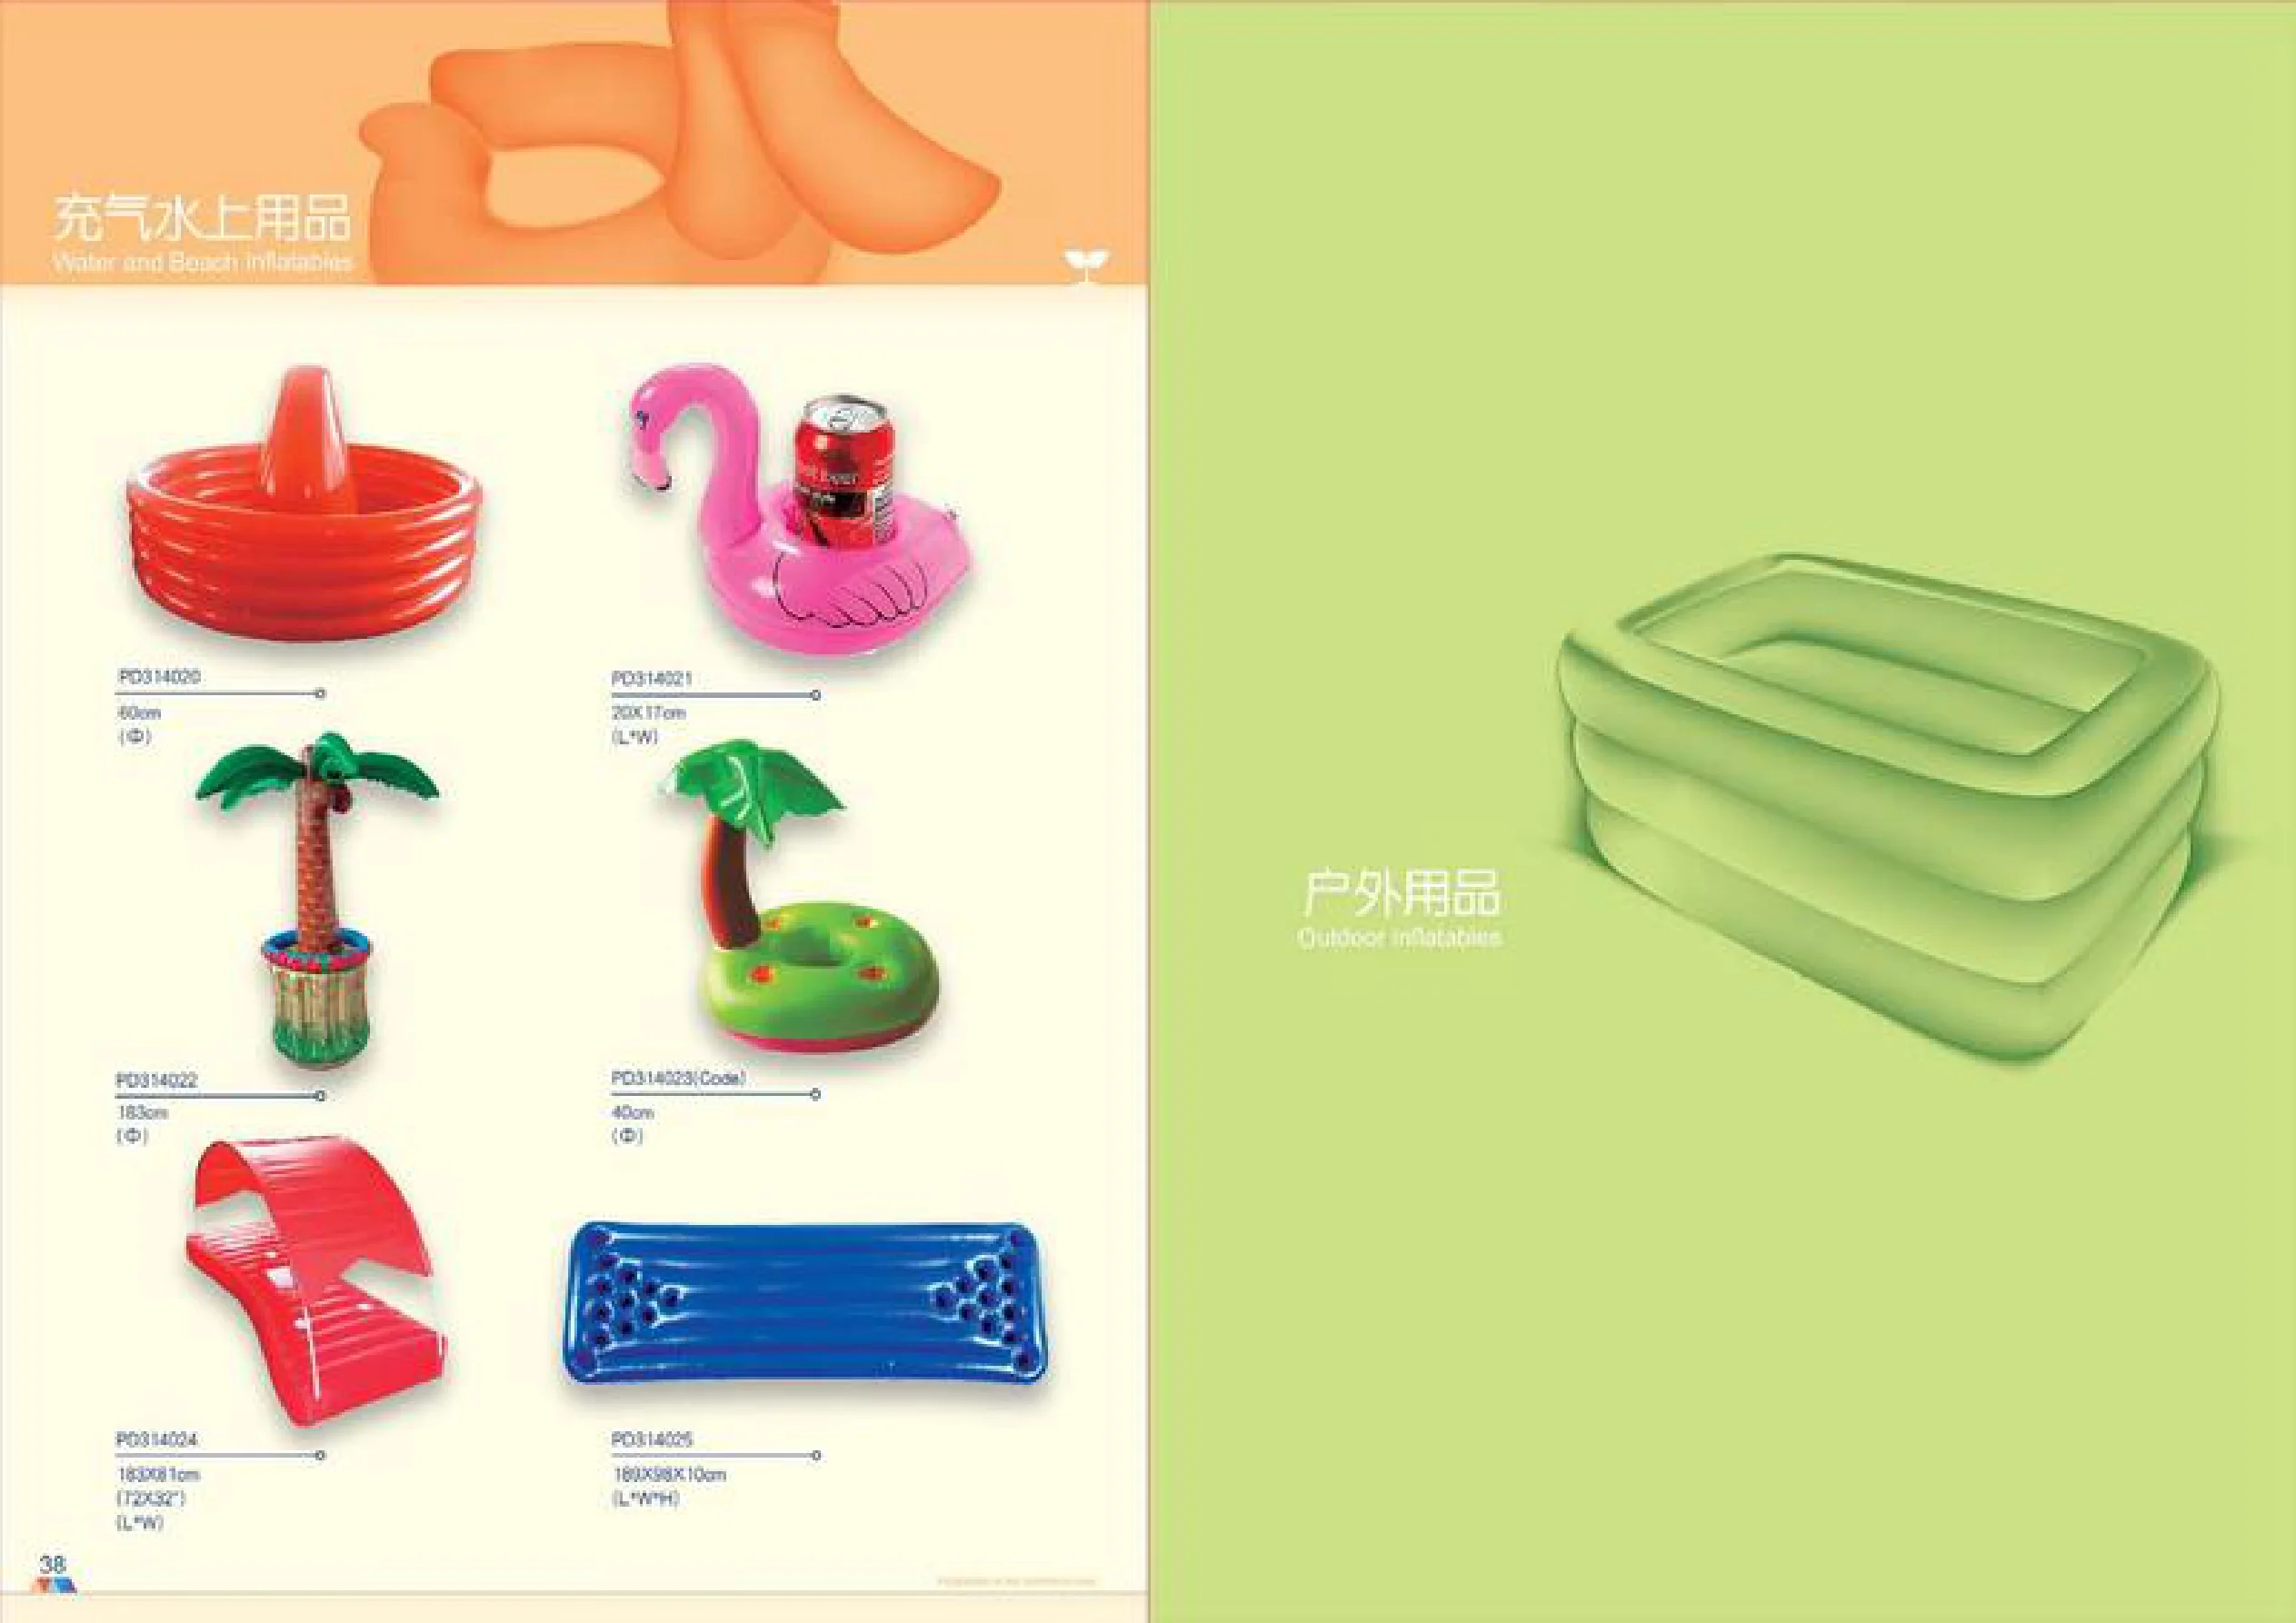 充气水上用品
Water and Beach Inflatables
PD314020
60cm
(Φ)
PD314021
20X17cm
(L*W)
PD314022
183cm
(Φ)
PD314023(Code)
40cm
(Φ)
PD314024
183X81cm
(72X32")
(L*W)
PD314025
189X98X10cm
(L*W*H)
38
户外用品
Outdoor Inflatables